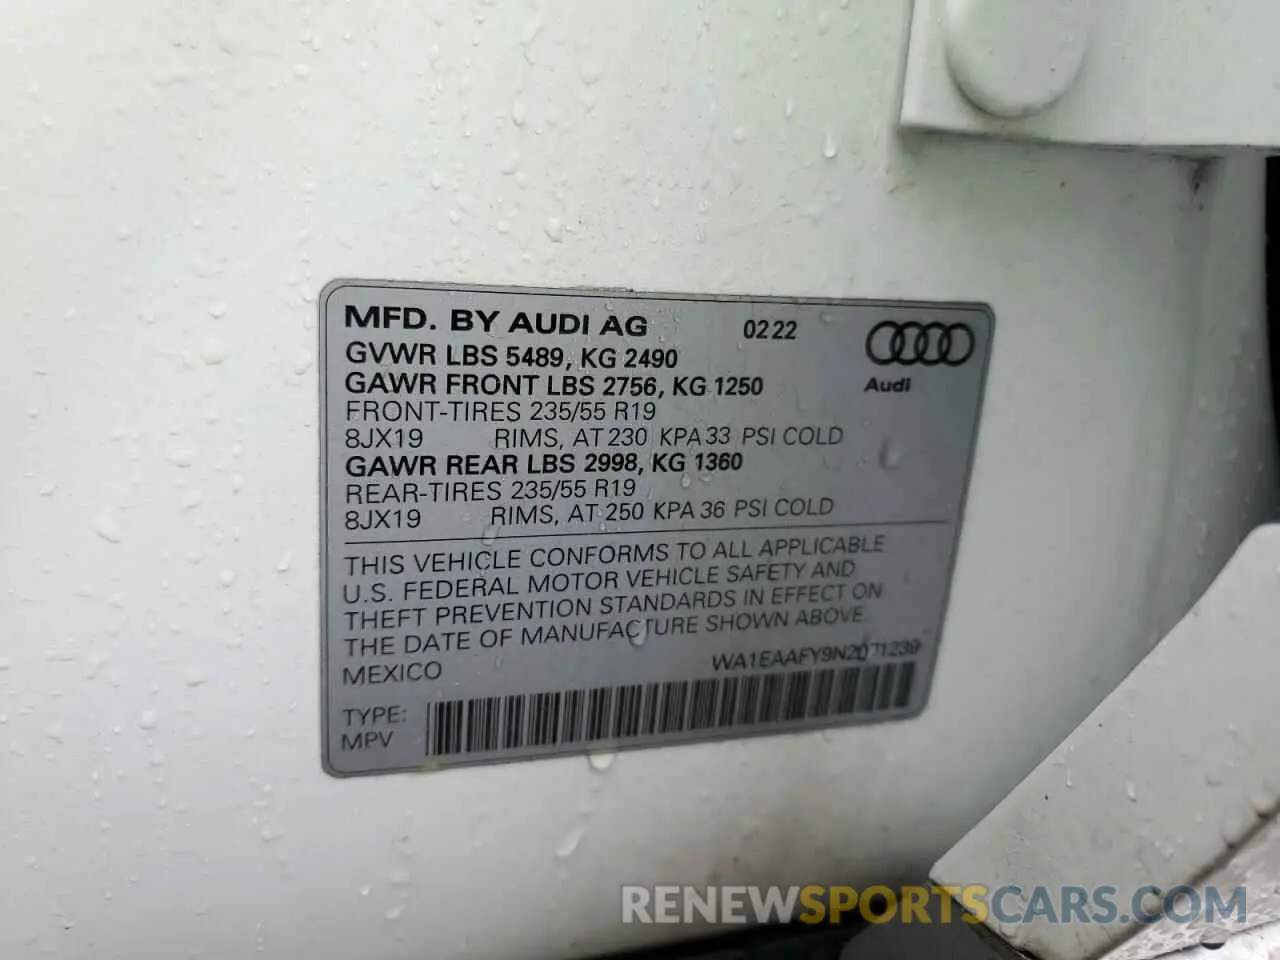 MFD. BY AUDI AG 0222
GVWR LBS 5489, KG 2490
GAWR FRONT LBS 2756, KG 1250
Audi
FRONT-TIRES 235/55 R19
8JX19 RIMS, AT 230 KPA 33 PSI COLD
GAWR REAR LBS 2998, KG 1360
REAR-TIRES 235/55 R19
8JX19 RIMS, AT 250 KPA 36 PSI COLD
THIS VEHICLE CONFORMS TO ALL APPLICABLE
U.S. FEDERAL MOTOR VEHICLE SAFETY AND
THEFT PREVENTION STANDARDS IN EFFECT ON
THE DATE OF MANUFACTURE SHOWN ABOVE.
MEXICO WA1EAAFY9N2071239
TYPE:
MPV
RENEWSPORTSCARS.COM